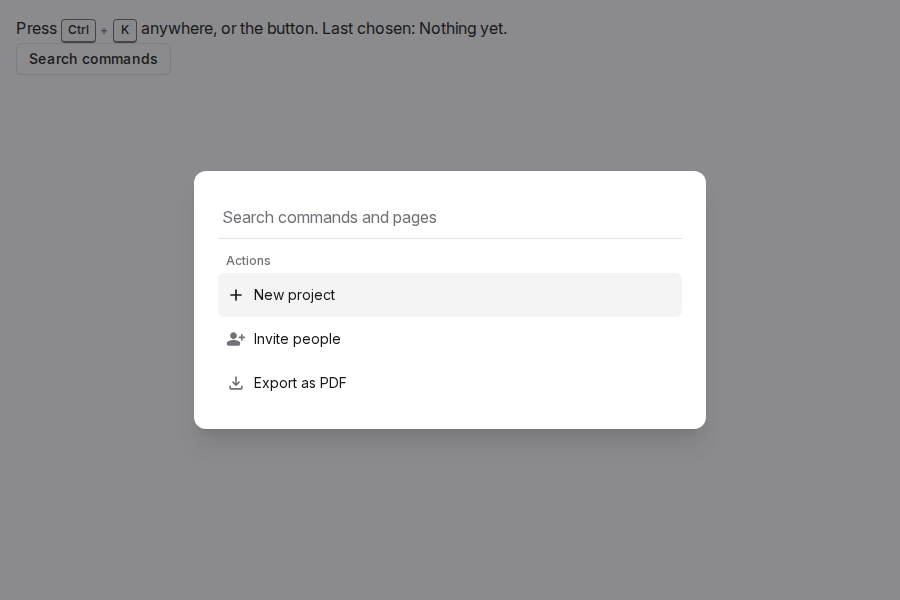 Press Ctrl + K anywhere, or the button. Last chosen: Nothing yet.
Search commands
Search commands and pages
Actions
New project
Invite people
Export as PDF